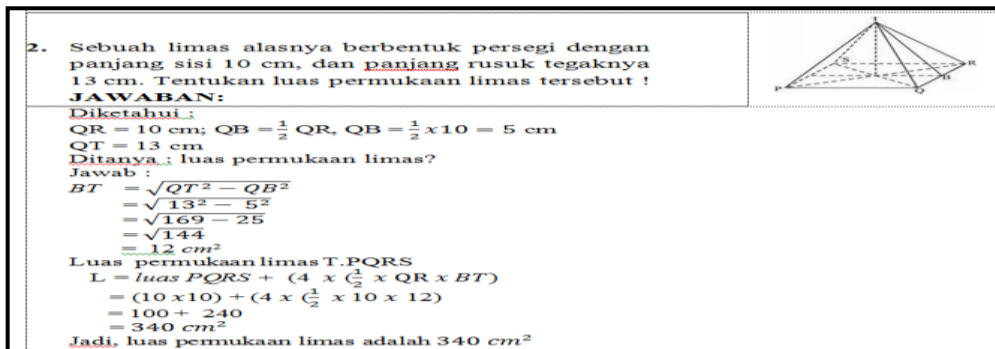 2. Sebuah limas alasnya berbentuk persegi dengan
panjang sisi 10 cm, dan panjang rusuk tegaknya
13 cm. Tentukan luas permukaan limas tersebut !
JAWABAN:
T
S
R
B
P
Q
Diketahui :
QR = 10 cm; QB = ½ QR, QB = ½ x10 = 5 cm
QT = 13 cm
Ditanya : luas permukaan limas?
Jawab :
BT = √(QT² − QB²)
= √(13² − 5²)
= √(169 − 25)
= √144
= 12 cm²
Luas permukaan limas T.PQRS
L = luas PQRS + (4 x (½ x QR x BT)
= (10 x10) + (4 x (½ x 10 x 12)
= 100 + 240
= 340 cm²
Jadi, luas permukaan limas adalah 340 cm²